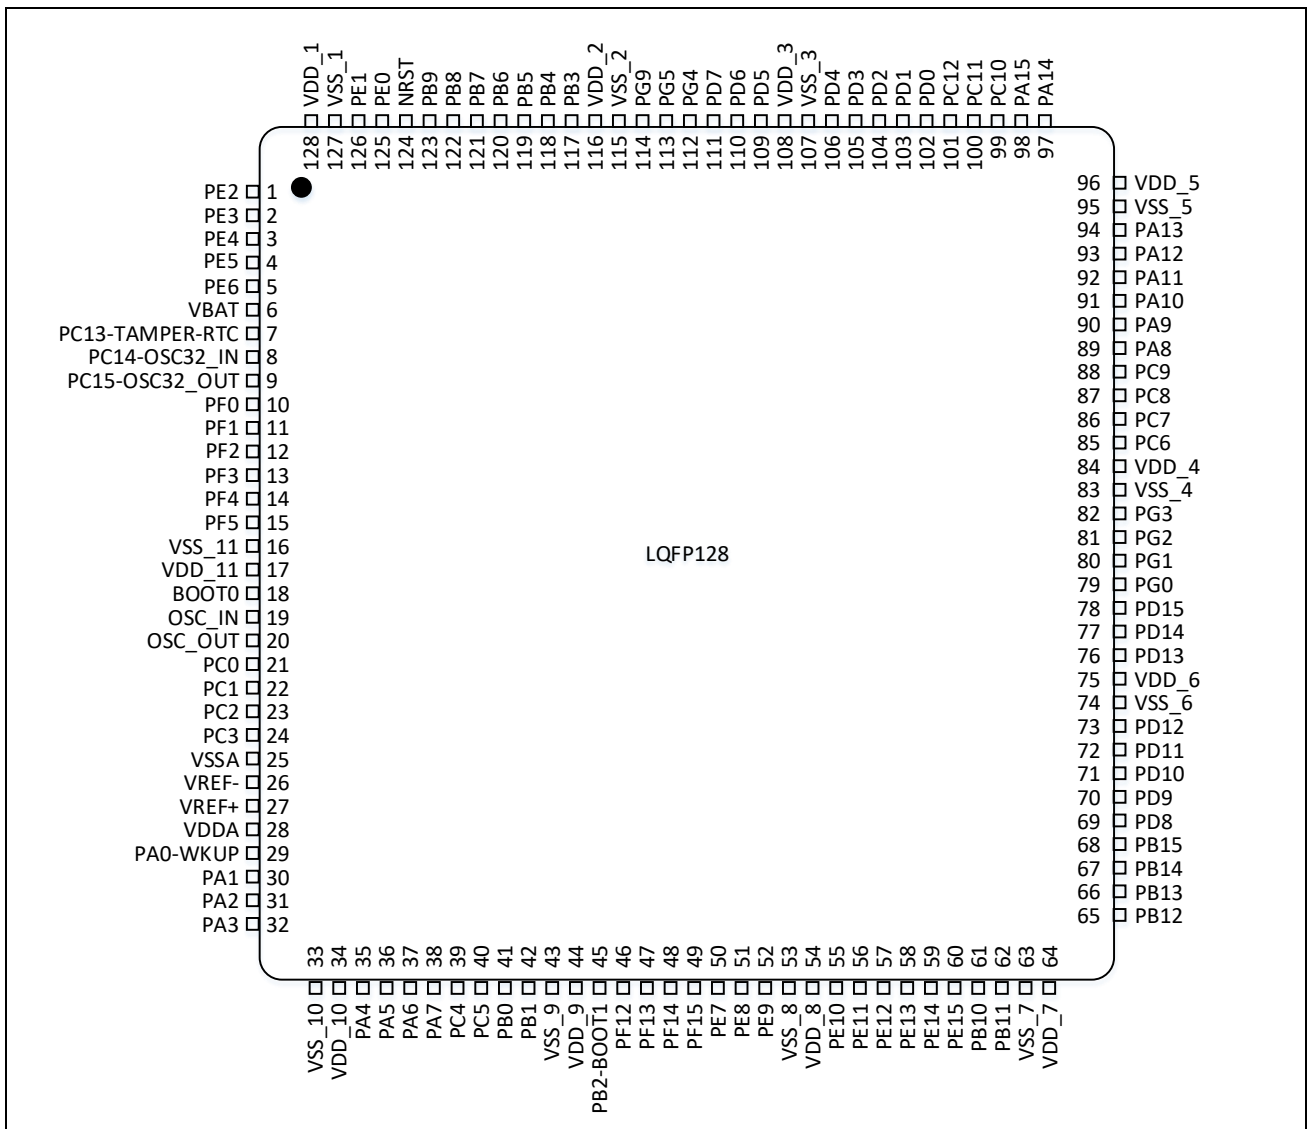 VDD_1
VSS_1
PE1
PE0
NRST
PB9
PB8
PB7
PB6
PB5
PB4
PB3
VDD_2
VSS_2
PG9
PG5
PG4
PD7
PD6
PD5
VDD_3
VSS_3
PD4
PD3
PD2
PD1
PD0
PC12
PC11
PC10
PA15
PA14
128
127
126
125
124
123
122
121
120
119
118
117
116
115
114
113
112
111
110
109
108
107
106
105
104
103
102
101
100
99
98
97
PE2 1
PE3 2
PE4 3
PE5 4
PE6 5
VBAT 6
PC13-TAMPER-RTC 7
PC14-OSC32_IN 8
PC15-OSC32_OUT 9
PF0 10
PF1 11
PF2 12
PF3 13
PF4 14
PF5 15
VSS_11 16
VDD_11 17
BOOT0 18
OSC_IN 19
OSC_OUT 20
PC0 21
PC1 22
PC2 23
PC3 24
VSSA 25
VREF- 26
VREF+ 27
VDDA 28
PA0-WKUP 29
PA1 30
PA2 31
PA3 32
LQFP128
96 VDD_5
95 VSS_5
94 PA13
93 PA12
92 PA11
91 PA10
90 PA9
89 PA8
88 PC9
87 PC8
86 PC7
85 PC6
84 VDD_4
83 VSS_4
82 PG3
81 PG2
80 PG1
79 PG0
78 PD15
77 PD14
76 PD13
75 VDD_6
74 VSS_6
73 PD12
72 PD11
71 PD10
70 PD9
69 PD8
68 PB15
67 PB14
66 PB13
65 PB12
33
34
35
36
37
38
39
40
41
42
43
44
45
46
47
48
49
50
51
52
53
54
55
56
57
58
59
60
61
62
63
64
VSS_10
VDD_10
PA4
PA5
PA6
PA7
PC4
PC5
PB0
PB1
VSS_9
VDD_9
PB2-BOOT1
PF12
PF13
PF14
PF15
PE7
PE8
PE9
VSS_8
VDD_8
PE10
PE11
PE12
PE13
PE14
PE15
PB10
PB11
VSS_7
VDD_7